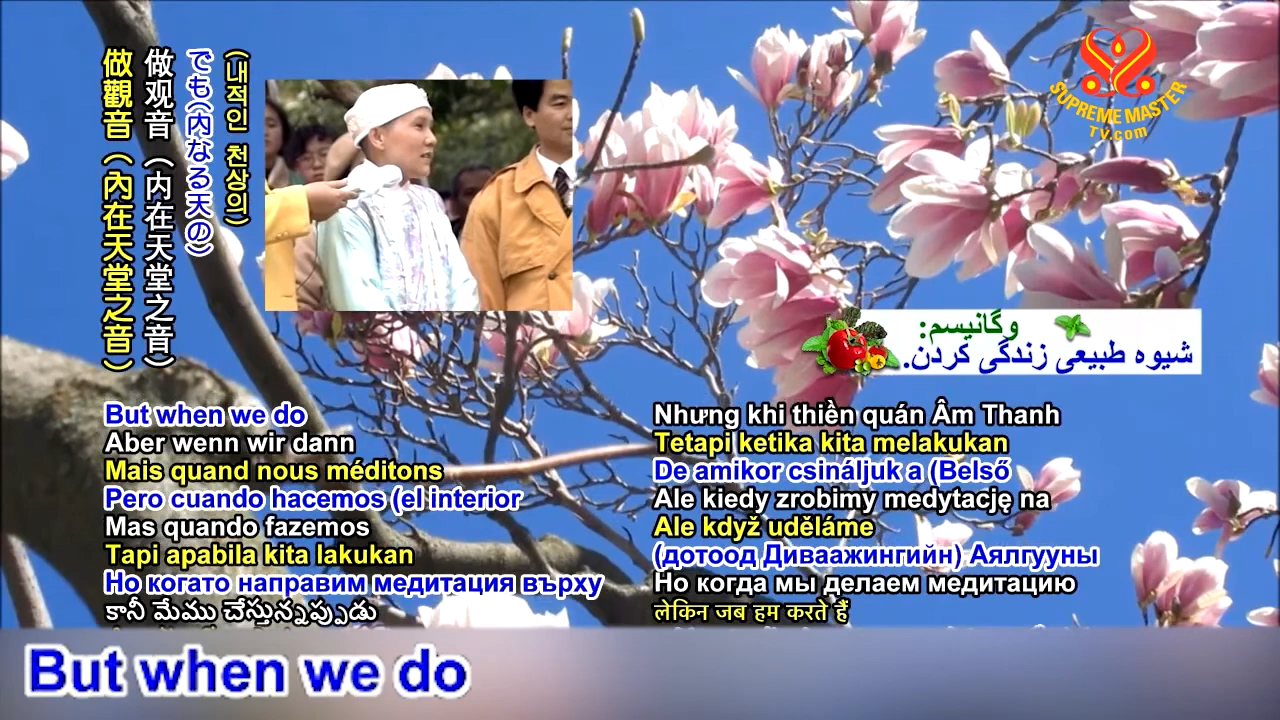 做觀音（內在天堂之音）
做观音（内在天堂之音）
でも(内なる天の)
(내적인 천상의)
SUPREME MASTER
TV.com
وگانیسم:
شیوه طبیعی زندگی کردن.
But when we do
Aber wenn wir dann
Mais quand nous méditons
Pero cuando hacemos (el interior
Mas quando fazemos
Tapi apabila kita lakukan
Но когато направим медитация върху
కానీ మేము చేస్తున్నప్పుడు
Nhưng khi thiền quán Âm Thanh
Tetapi ketika kita melakukan
De amikor csináljuk a (Belső
Ale kiedy zrobimy medytację na
Ale když uděláme
(дотоод Диваажингийн) Аялгууны
Но когда мы делаем медитацию
लेकिन जब हम करते हैं
But when we do